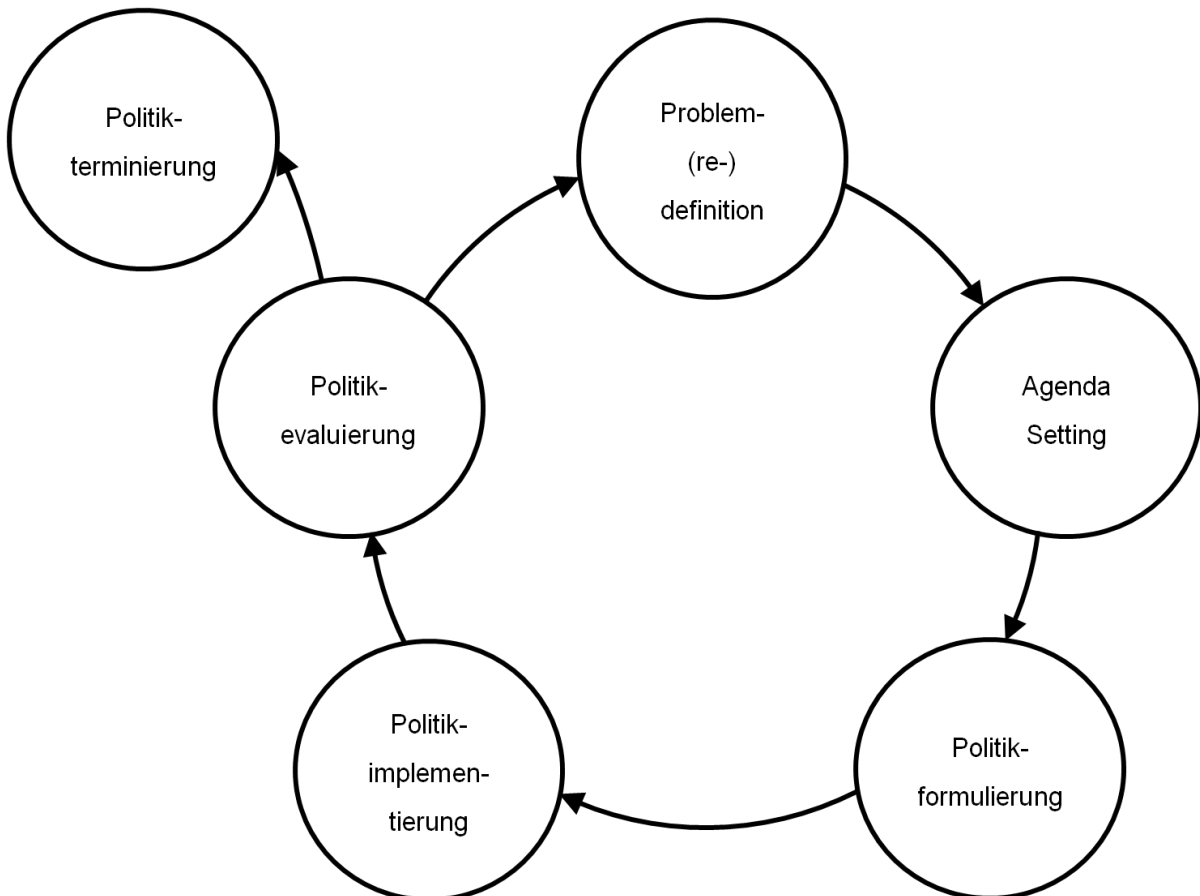 Politik-
terminierung
Problem-
(re-)
definition
Agenda
Setting
Politik-
formulierung
Politik-
implemen-
tierung
Politik-
evaluierung